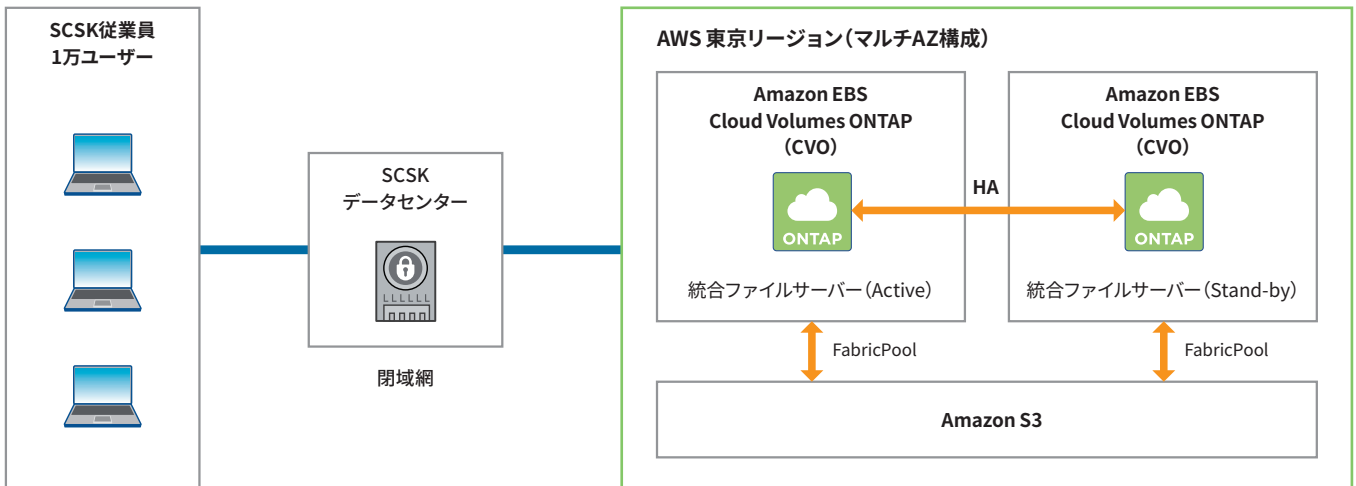 SCSK従業員
1万ユーザー
SCSK
データセンター
LLLLLL
閉域網
AWS 東京リージョン（マルチAZ構成）
Amazon EBS
Cloud Volumes ONTAP
（CVO）
ONTAP
統合ファイルサーバー（Active）
HA
Amazon EBS
Cloud Volumes ONTAP
（CVO）
ONTAP
統合ファイルサーバー（Stand-by）
FabricPool
FabricPool
Amazon S3